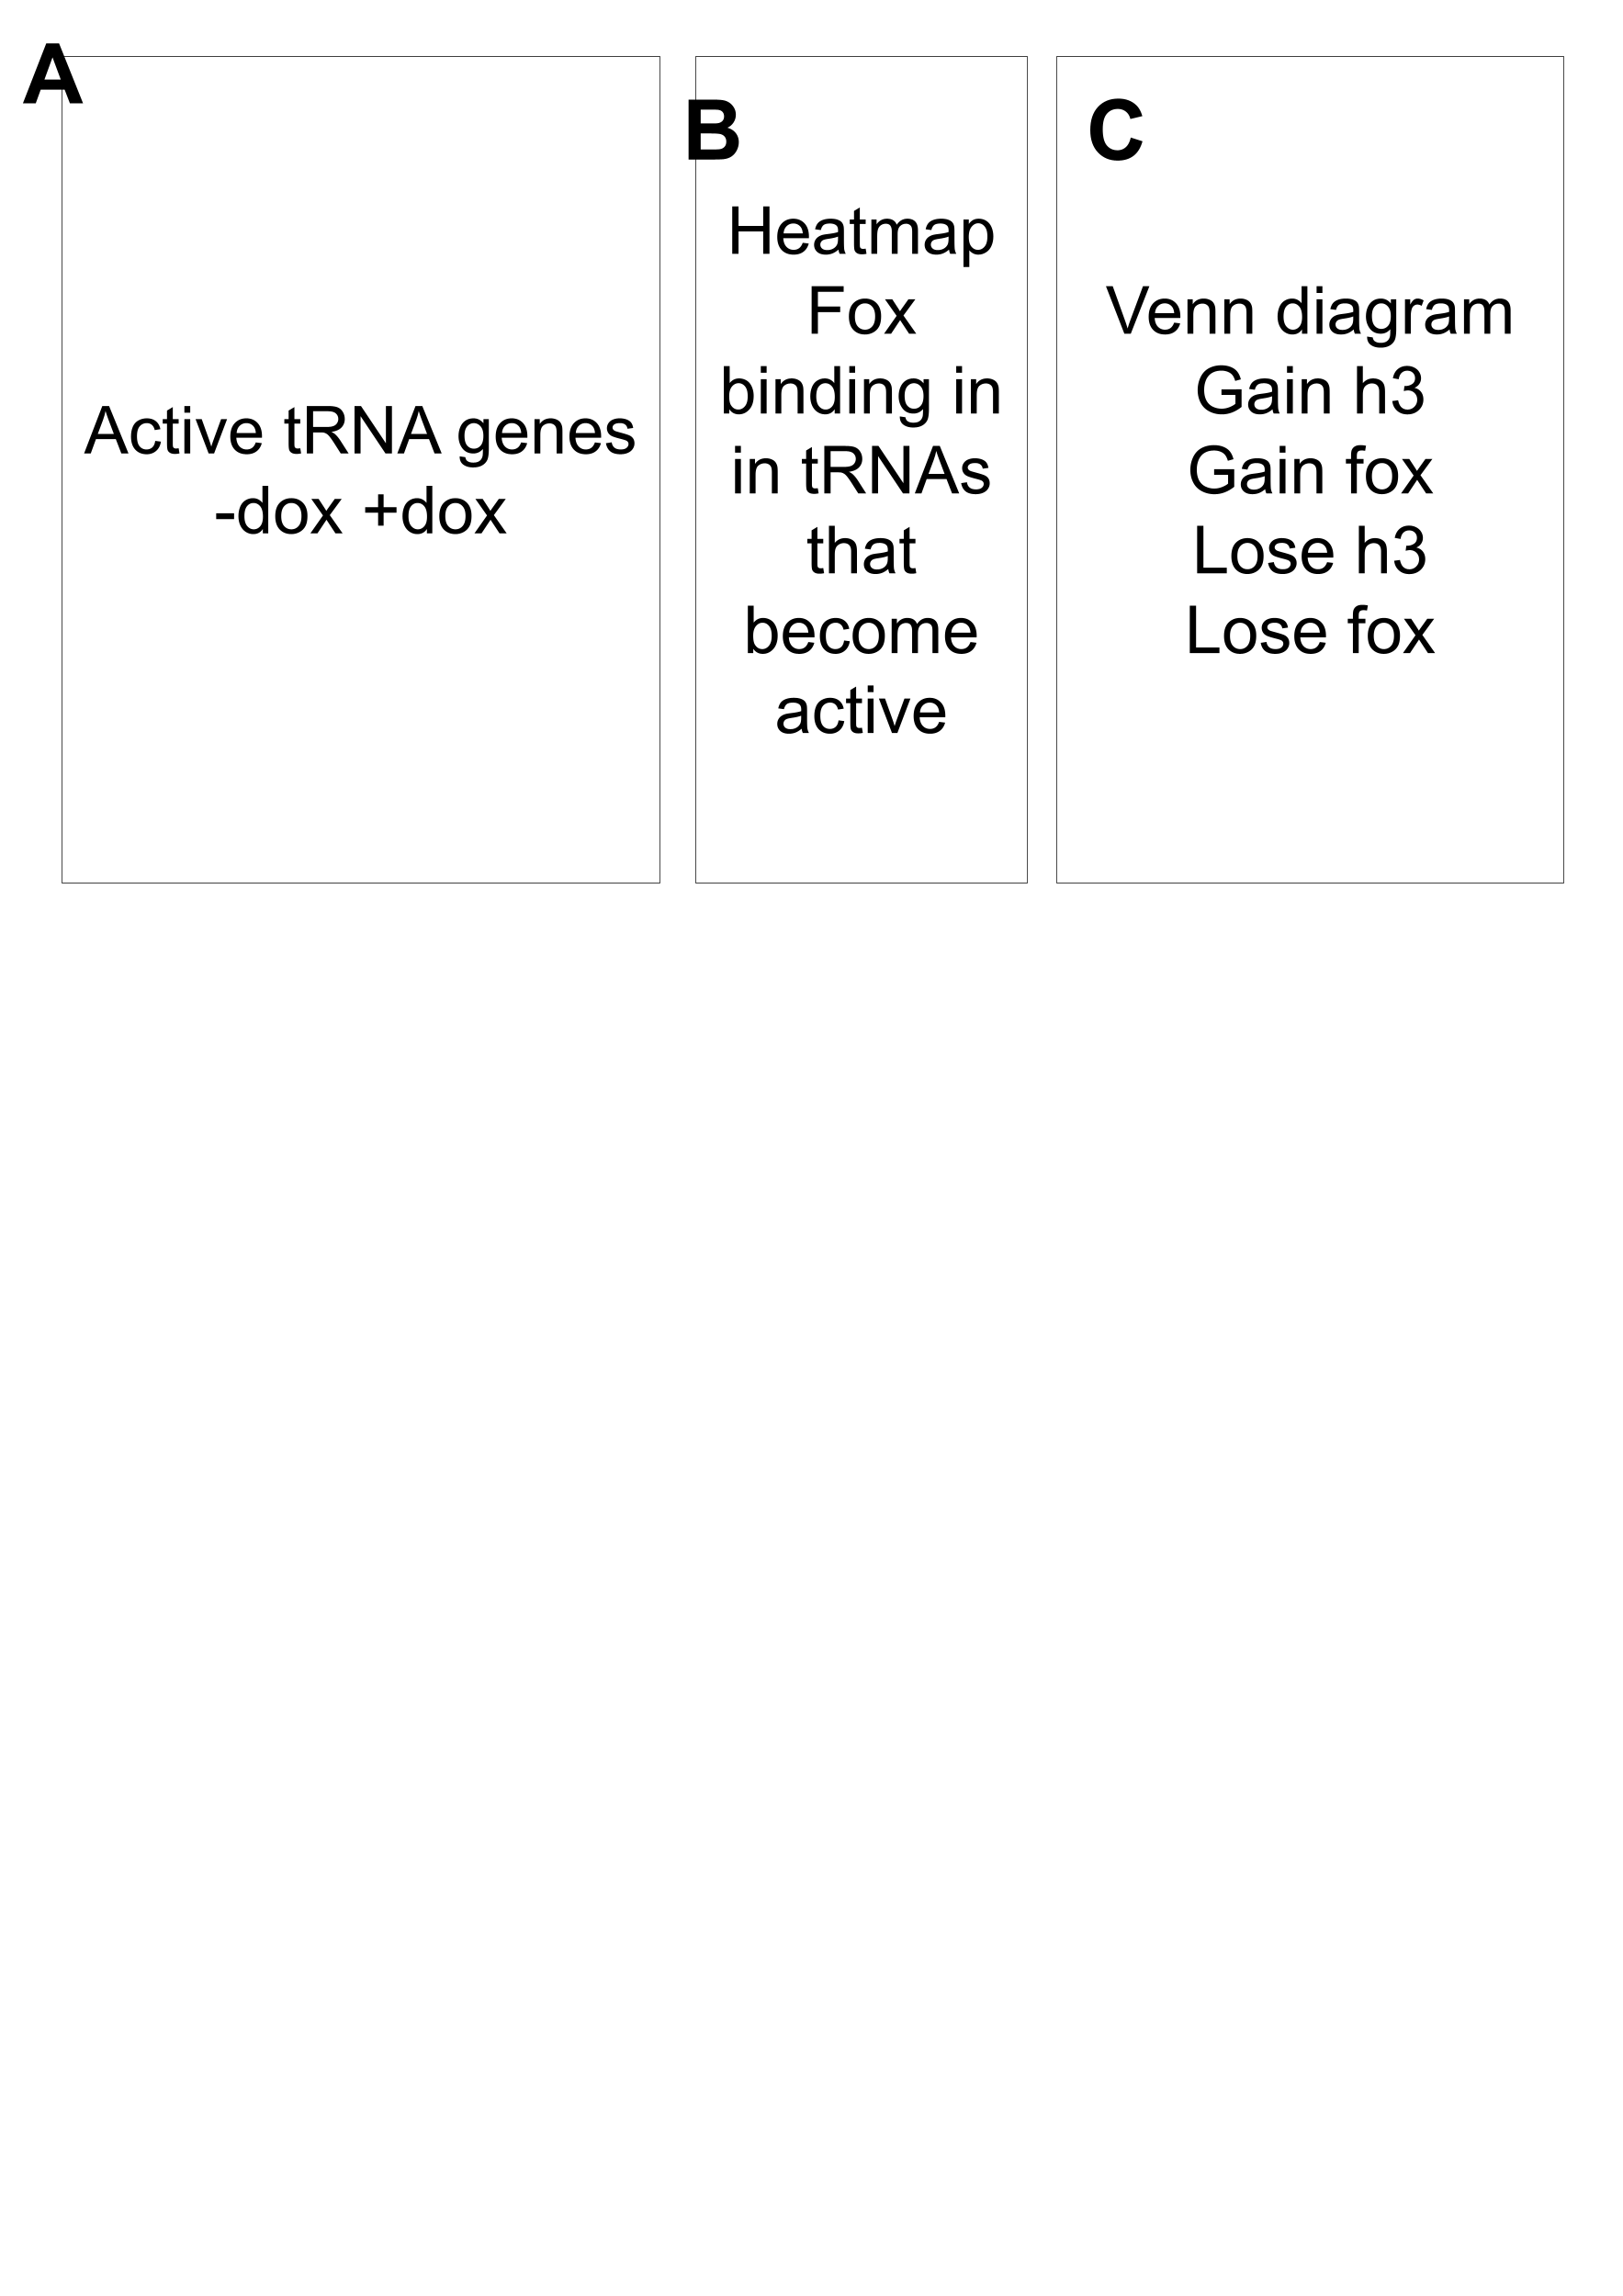 A
Active tRNA genes
-dox +dox
B
Heatmap
Fox
binding in
in tRNAs
that
become
active
C
Venn diagram
Gain h3
Gain fox
Lose h3
Lose fox